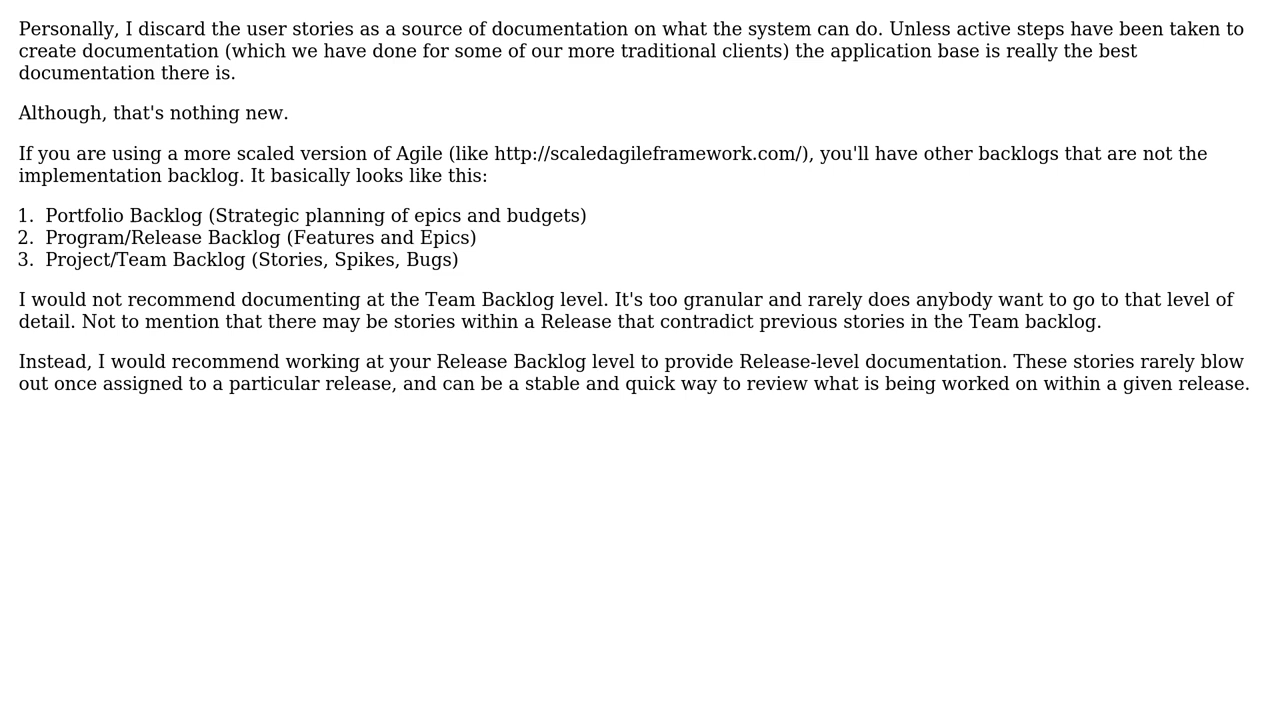 Personally, I discard the user stories as a source of documentation on what the system can do. Unless active steps have been taken to
create documentation (which we have done for some of our more traditional clients) the application base is really the best
documentation there is.
Although, that's nothing new.
If you are using a more scaled version of Agile (like http://scaledagileframework.com/), you'll have other backlogs that are not the
implementation backlog. It basically looks like this:
1. Portfolio Backlog (Strategic planning of epics and budgets)
2. Program/Release Backlog (Features and Epics)
3. Project/Team Backlog (Stories, Spikes, Bugs)
I would not recommend documenting at the Team Backlog level. It's too granular and rarely does anybody want to go to that level of
detail. Not to mention that there may be stories within a Release that contradict previous stories in the Team backlog.
Instead, I would recommend working at your Release Backlog level to provide Release-level documentation. These stories rarely blow
out once assigned to a particular release, and can be a stable and quick way to review what is being worked on within a given release.